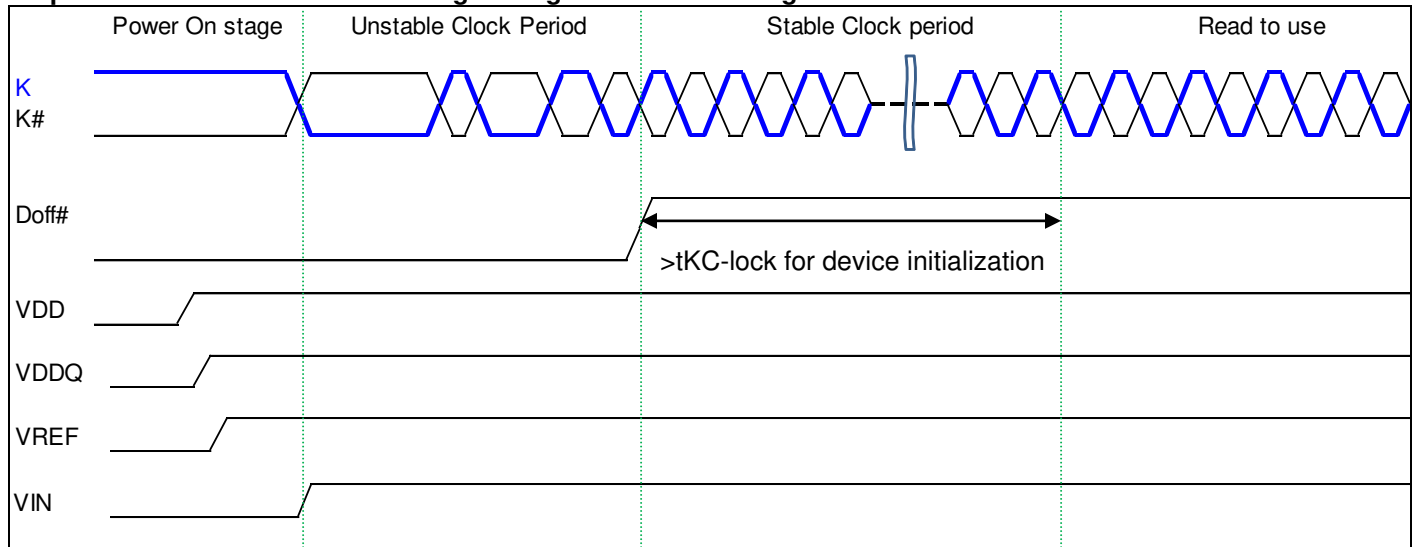 Power On stage Unstable Clock Period Stable Clock period Read to use
K
K#
Doff#
>tKC-lock for device initialization
VDD
VDDQ
VREF
VIN